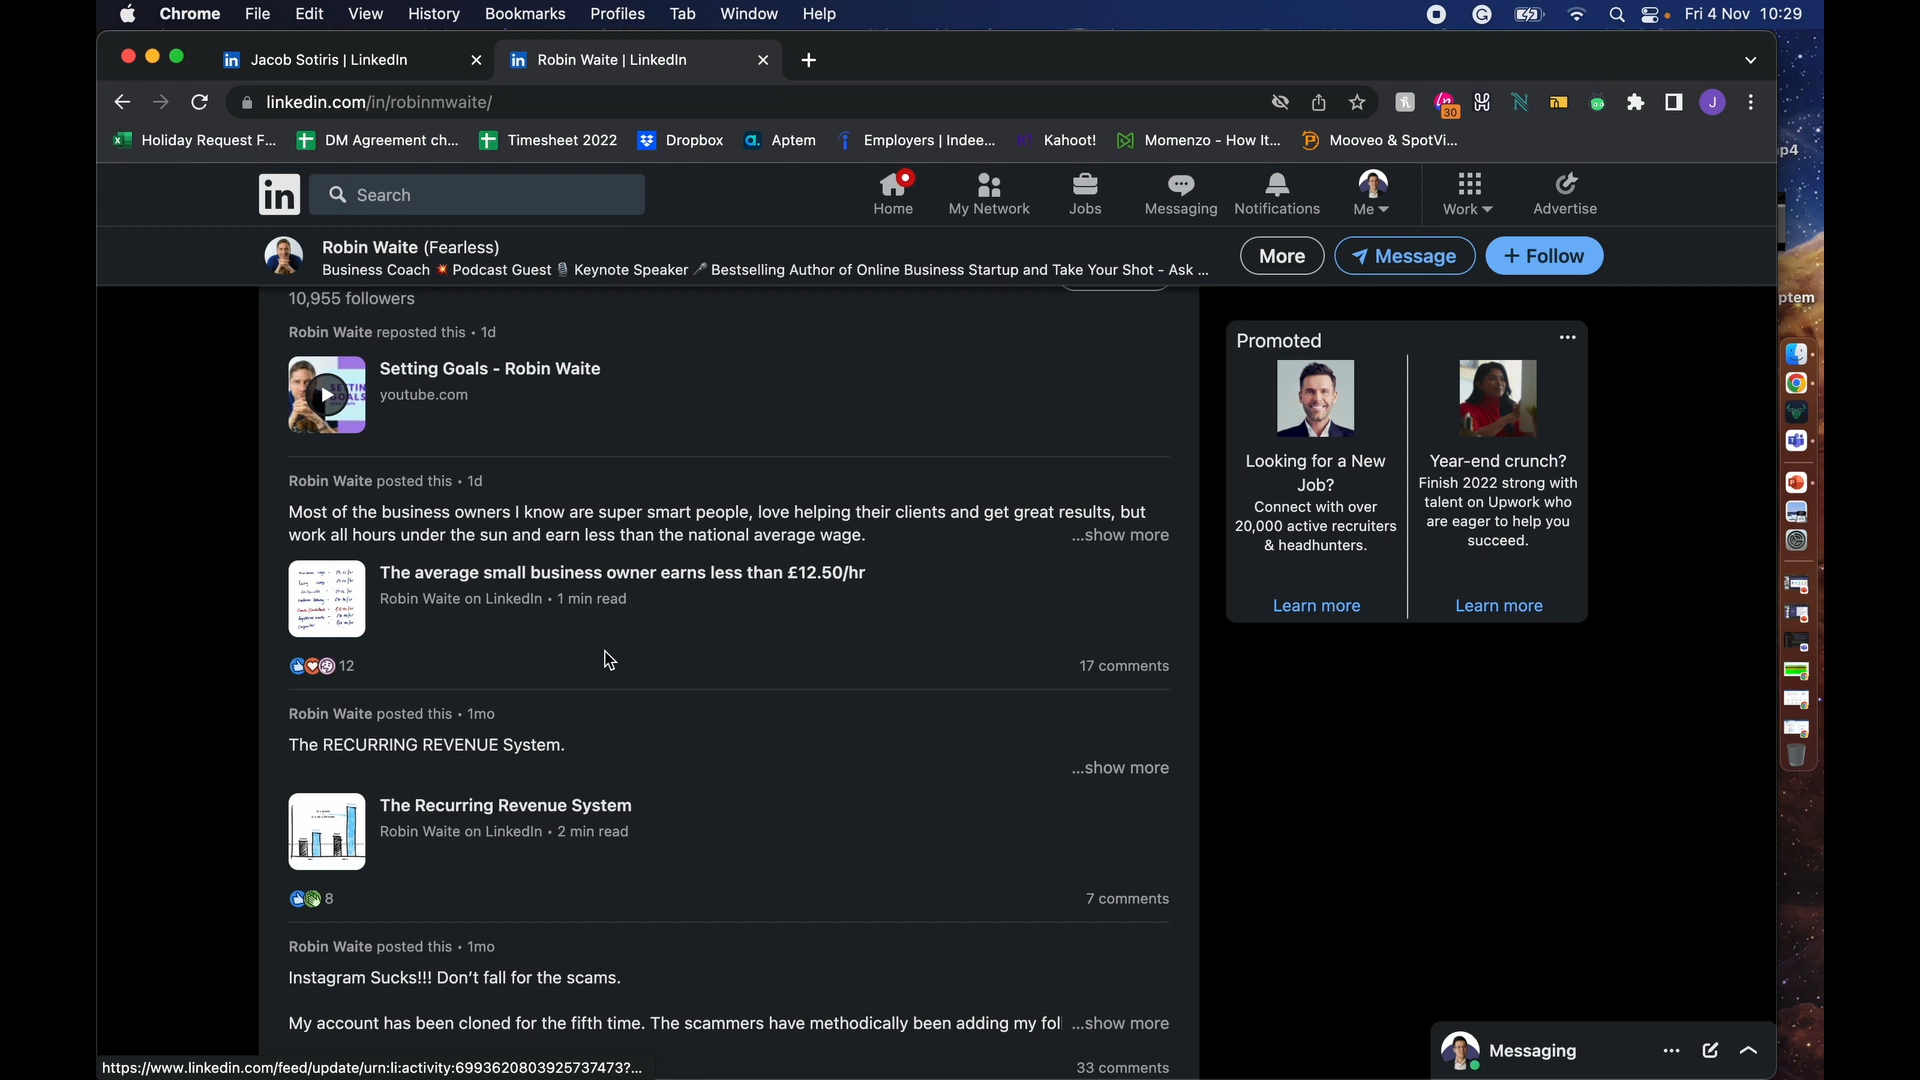 Chrome File Edit View History Bookmarks Profiles Tab Window Help Fri 4 Nov 10:29
Jacob Sotiris | LinkedIn
Robin Waite | LinkedIn
linkedin.com/in/robinmwaite/
30
J
Holiday Request F... DM Agreement ch... Timesheet 2022 Dropbox Aptem Employers | Indee... Kahoot! Momenzo - How It... Mooveo & SpotVi...
p4
in Search Home My Network Jobs Messaging Notifications Me Work Advertise
Robin Waite (Fearless)
Business Coach 💥 Podcast Guest 🎙 Keynote Speaker 🎤 Bestselling Author of Online Business Startup and Take Your Shot - Ask ...
More Message + Follow
ptem
10,955 followers
Robin Waite reposted this • 1d
Setting Goals - Robin Waite
youtube.com
Robin Waite posted this • 1d
Most of the business owners I know are super smart people, love helping their clients and get great results, but
work all hours under the sun and earn less than the national average wage. ...show more
The average small business owner earns less than £12.50/hr
Robin Waite on LinkedIn • 1 min read
12 17 comments
Robin Waite posted this • 1mo
The RECURRING REVENUE System.
...show more
The Recurring Revenue System
Robin Waite on LinkedIn • 2 min read
8 7 comments
Robin Waite posted this • 1mo
Instagram Sucks!!! Don't fall for the scams.
My account has been cloned for the fifth time. The scammers have methodically been adding my fol ...show more
33 comments
Promoted
Looking for a New
Job?
Connect with over
20,000 active recruiters
& headhunters.
Learn more
Year-end crunch?
Finish 2022 strong with
talent on Upwork who
are eager to help you
succeed.
Learn more
Messaging
https://www.linkedin.com/feed/update/urn:li:activity:6993620803925737473?...